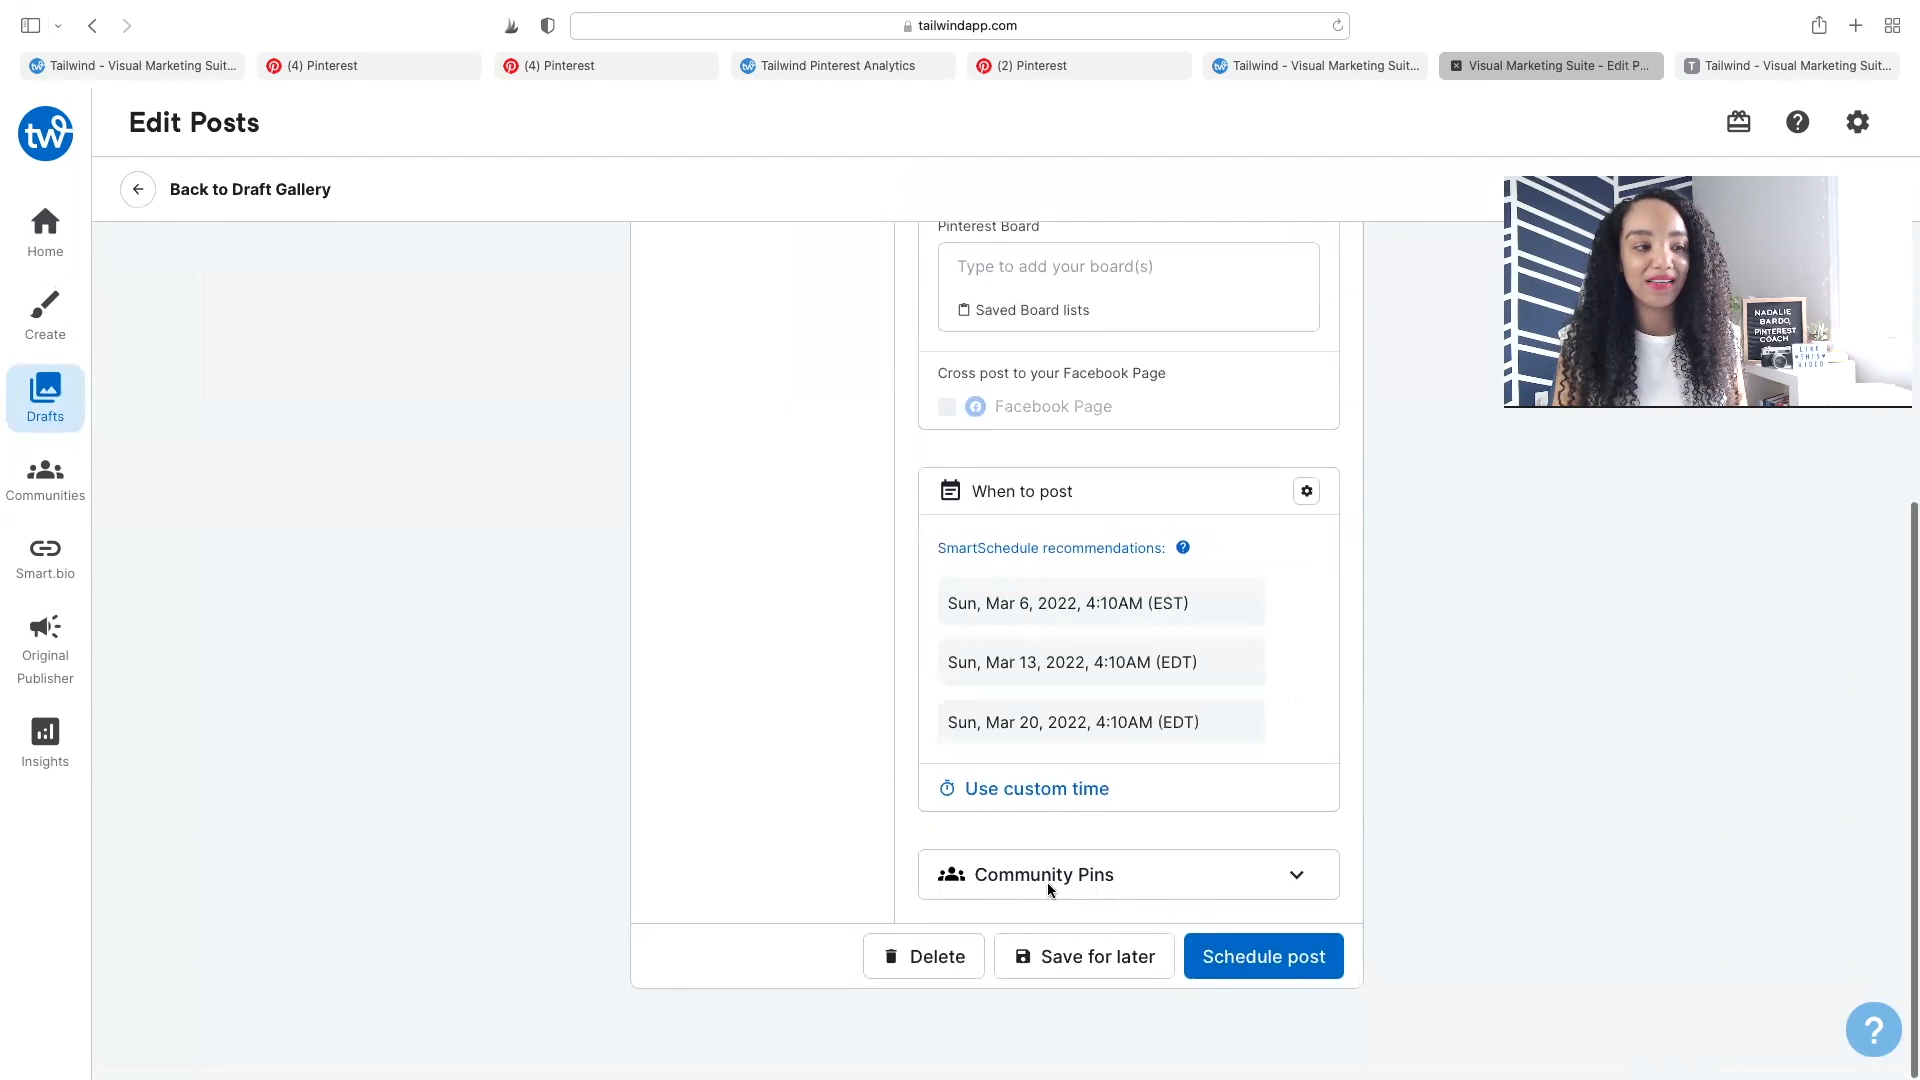 tailwindapp.com
Tailwind - Visual Marketing Suit...
(4) Pinterest
(4) Pinterest
Tailwind Pinterest Analytics
(2) Pinterest
Tailwind - Visual Marketing Suit...
Visual Marketing Suite - Edit P...
T
Tailwind - Visual Marketing Suit...
tw
Edit Posts
Back to Draft Gallery
Home
Create
Drafts
Communities
Smart.bio
Original
Publisher
Insights
Pinterest Board
Type to add your board(s)
Saved Board lists
Cross post to your Facebook Page
Facebook Page
When to post
SmartSchedule recommendations:
Sun, Mar 6, 2022, 4:10AM (EST)
Sun, Mar 13, 2022, 4:10AM (EDT)
Sun, Mar 20, 2022, 4:10AM (EDT)
Use custom time
Community Pins
Delete
Save for later
Schedule post
?
NADALIE
BARDO,
PINTEREST
COACH
LIKE
THIS
VIDEO